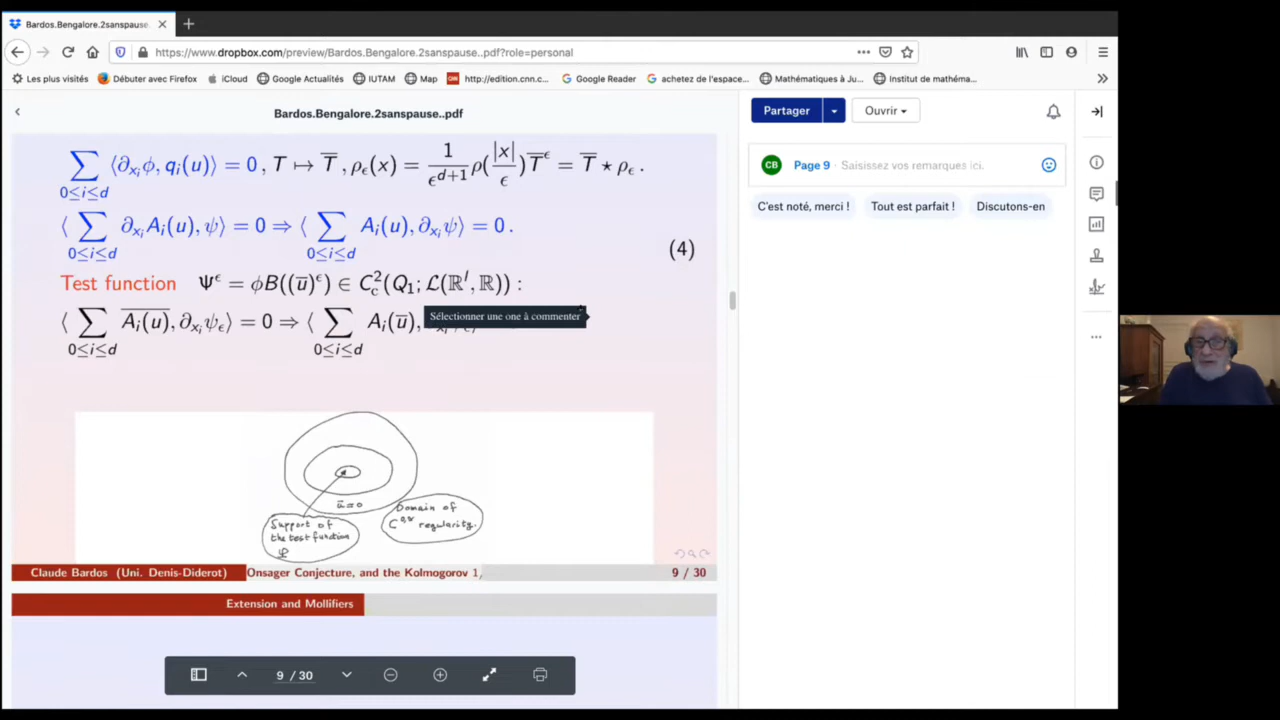 Bardos.Bengalore.2sanspause.
https://www.dropbox.com/preview/Bardos.Bengalore.2sanspause..pdf?role=personal
Les plus visités Débuter avec Firefox iCloud Google Actualités IUTAM Map http://edition.cnn.c... Google Reader achetez de l'espace... Mathématiques à Ju... Institut de mathéma...
Bardos.Bengalore.2sanspause..pdf
Partager Ouvrir
∑_{0≤i≤d} ⟨∂_{x_i}ϕ, q_i(u)⟩ = 0 , T ↦ T̅ , ρ_ϵ(x) = 1/ϵ^{d+1} ρ(|x|/ϵ) T̅^ϵ = T̅ ⋆ ρ_ϵ .
⟨ ∑_{0≤i≤d} ∂_{x_i}A_i(u), ψ⟩ = 0 ⇒ ⟨ ∑_{0≤i≤d} A_i(u), ∂_{x_i}ψ⟩ = 0 .
(4)
Test function Ψ^ϵ = ϕB((u̅)^ϵ) ∈ C_c^2(Q_1; ℒ(ℝ^l, ℝ)) :
Sélectionner une one à commenter
⟨ ∑_{0≤i≤d} \overline{A_i(u)}, ∂_{x_i}ψ_ϵ⟩ = 0 ⇒ ⟨ ∑_{0≤i≤d} A_i(u̅),
ū = 0
Support of
the test function
φ
Domain of
C^{0,α} regularity.
Claude Bardos (Uni. Denis-Diderot) Onsager Conjecture, and the Kolmogorov 1, 9 / 30
Extension and Mollifiers
9 / 30
CB Page 9 Saisissez vos remarques ici.
C'est noté, merci ! Tout est parfait ! Discutons-en